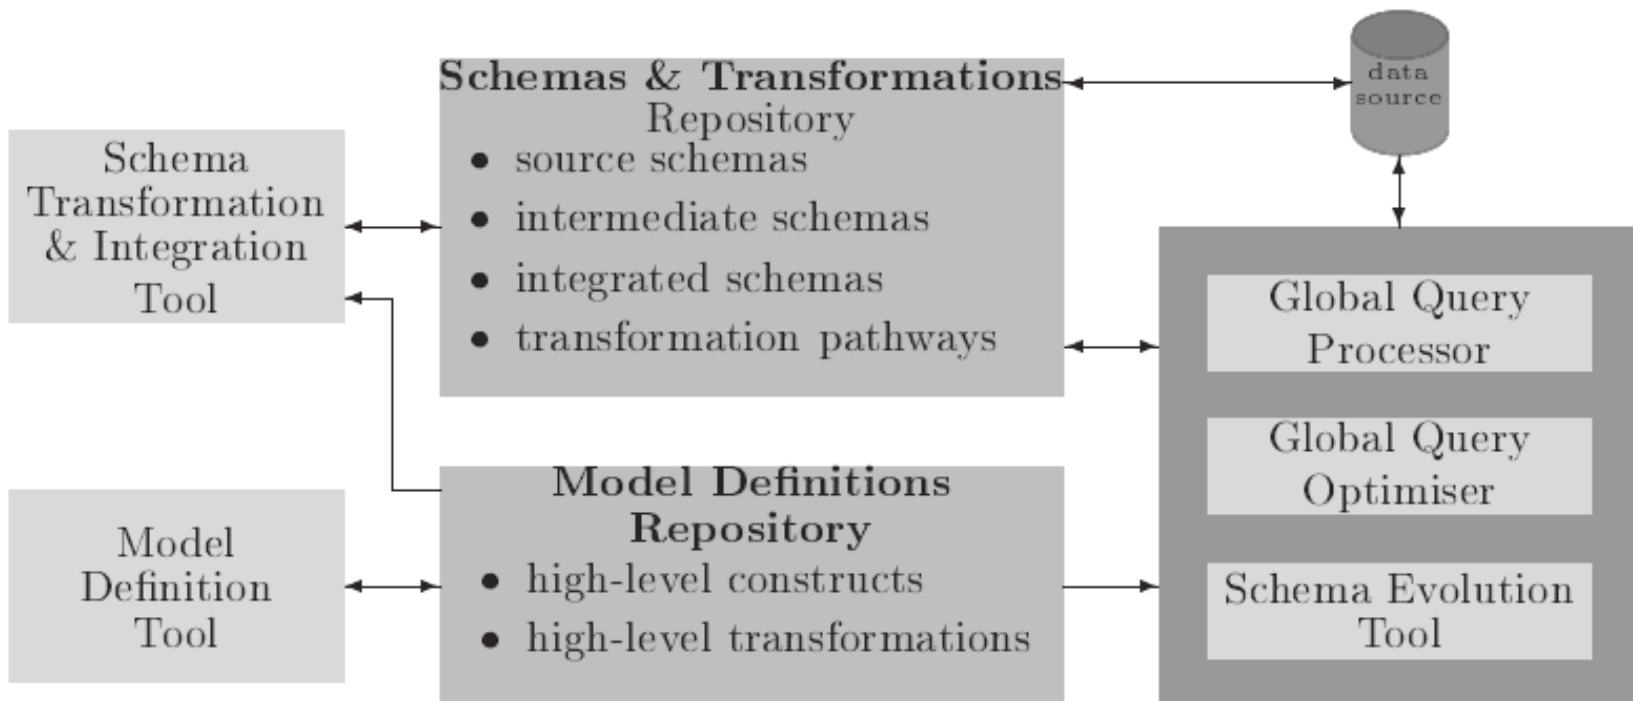 Schema
Transformation
& Integration
Tool
Schemas & Transformations
Repository
• source schemas
• intermediate schemas
• integrated schemas
• transformation pathways
data
source
Global Query
Processor
Global Query
Optimiser
Schema Evolution
Tool
Model
Definition
Tool
Model Definitions
Repository
• high-level constructs
• high-level transformations